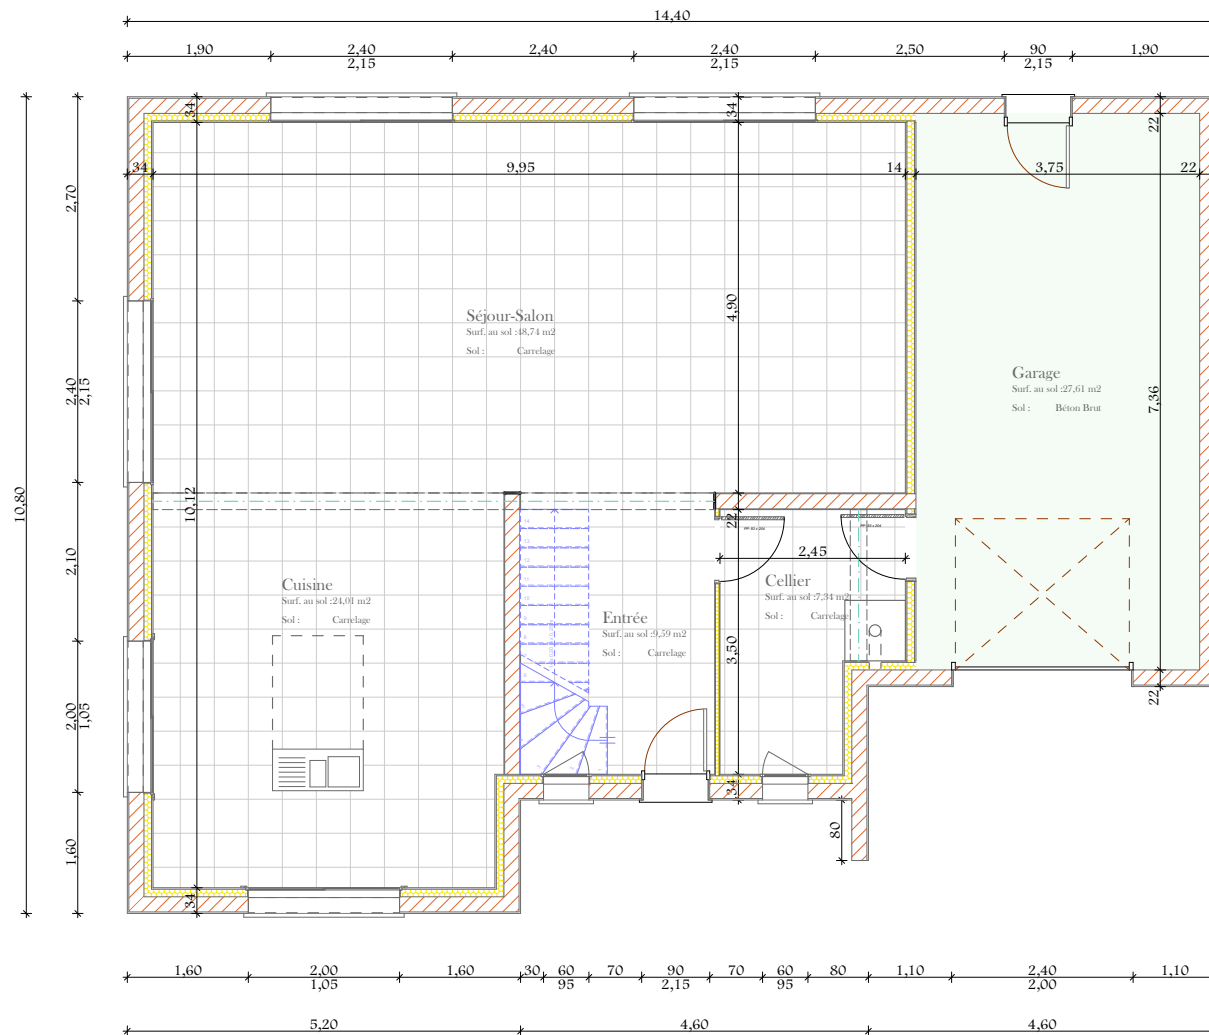 14,40
1,90 2,40 2,40 2,40 2,50 90 1,90
2,15 2,15 2,15
34 34 22
34 9,95 14 3,75 22
2,70
4,90
Séjour-Salon
Surf. au sol :48,74 m2
Sol : Carrelage
Garage
Surf. au sol :27,61 m2
Sol : Béton Brut
2,40
2,15
7,36
10,80
10,12
22
2,45
2,10
Cuisine
Surf. au sol :24,01 m2
Sol : Carrelage
Cellier
Surf. au sol :7,34 m2
Sol : Carrelage
Entrée
Surf. au sol :9,59 m2
Sol : Carrelage
3,50
2,00
1,05
22
34
80
1,60
34
1,60 2,00 1,60 30 60 70 90 70 60 80 1,10 2,40 1,10
1,05 95 2,15 95 2,00
5,20 4,60 4,60